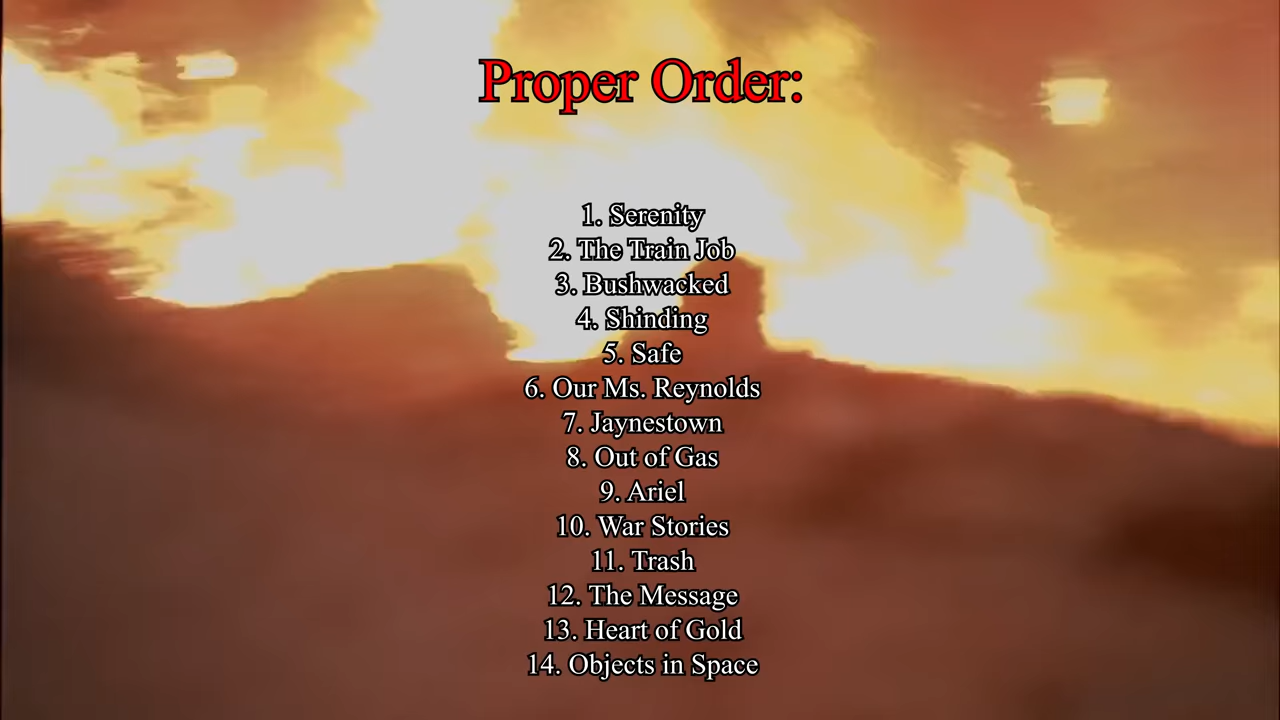 Proper Order:
1. Serenity
2. The Train Job
3. Bushwacked
4. Shinding
5. Safe
6. Our Ms. Reynolds
7. Jaynestown
8. Out of Gas
9. Ariel
10. War Stories
11. Trash
12. The Message
13. Heart of Gold
14. Objects in Space